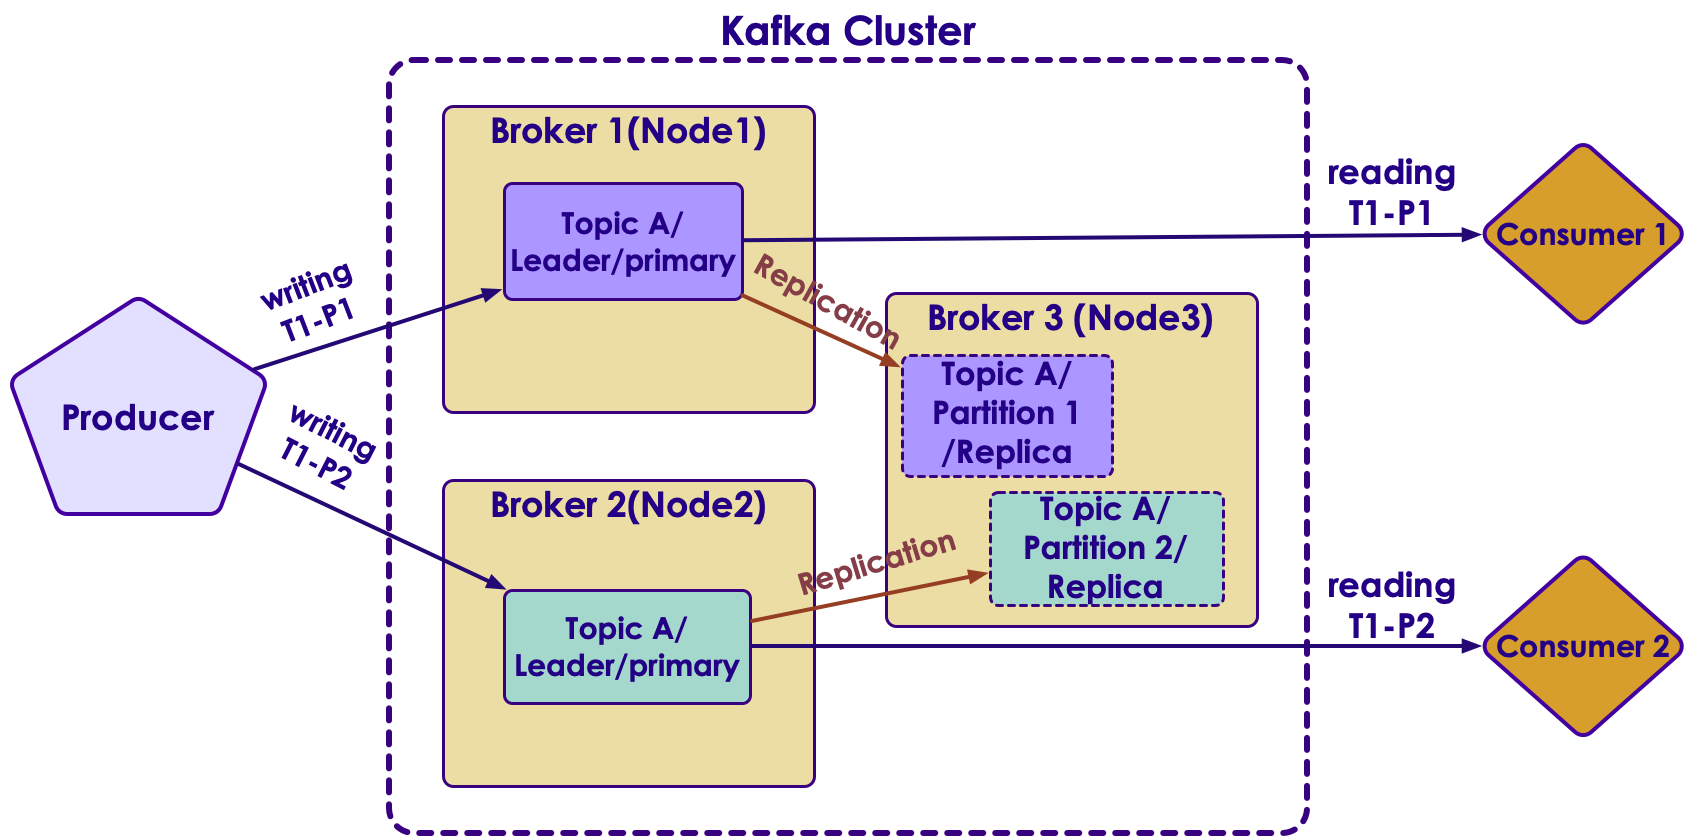 Kafka Cluster
Broker 1(Node1)
Topic A/
Leader/primary
writing
T1-P1
Replication
reading
T1-P1
Consumer 1
Producer
writing
T1-P2
Broker 3 (Node3)
Topic A/
Partition 1
/Replica
Topic A/
Partition 2/
Replica
Broker 2(Node2)
Topic A/
Leader/primary
Replication
reading
T1-P2
Consumer 2